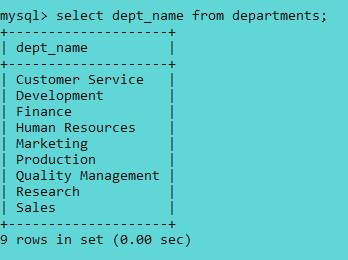 mysql> select dept_name from departments;
+--------------------+
| dept_name          |
+--------------------+
| Customer Service   |
| Development        |
| Finance            |
| Human Resources    |
| Marketing          |
| Production         |
| Quality Management |
| Research           |
| Sales              |
+--------------------+
9 rows in set (0.00 sec)